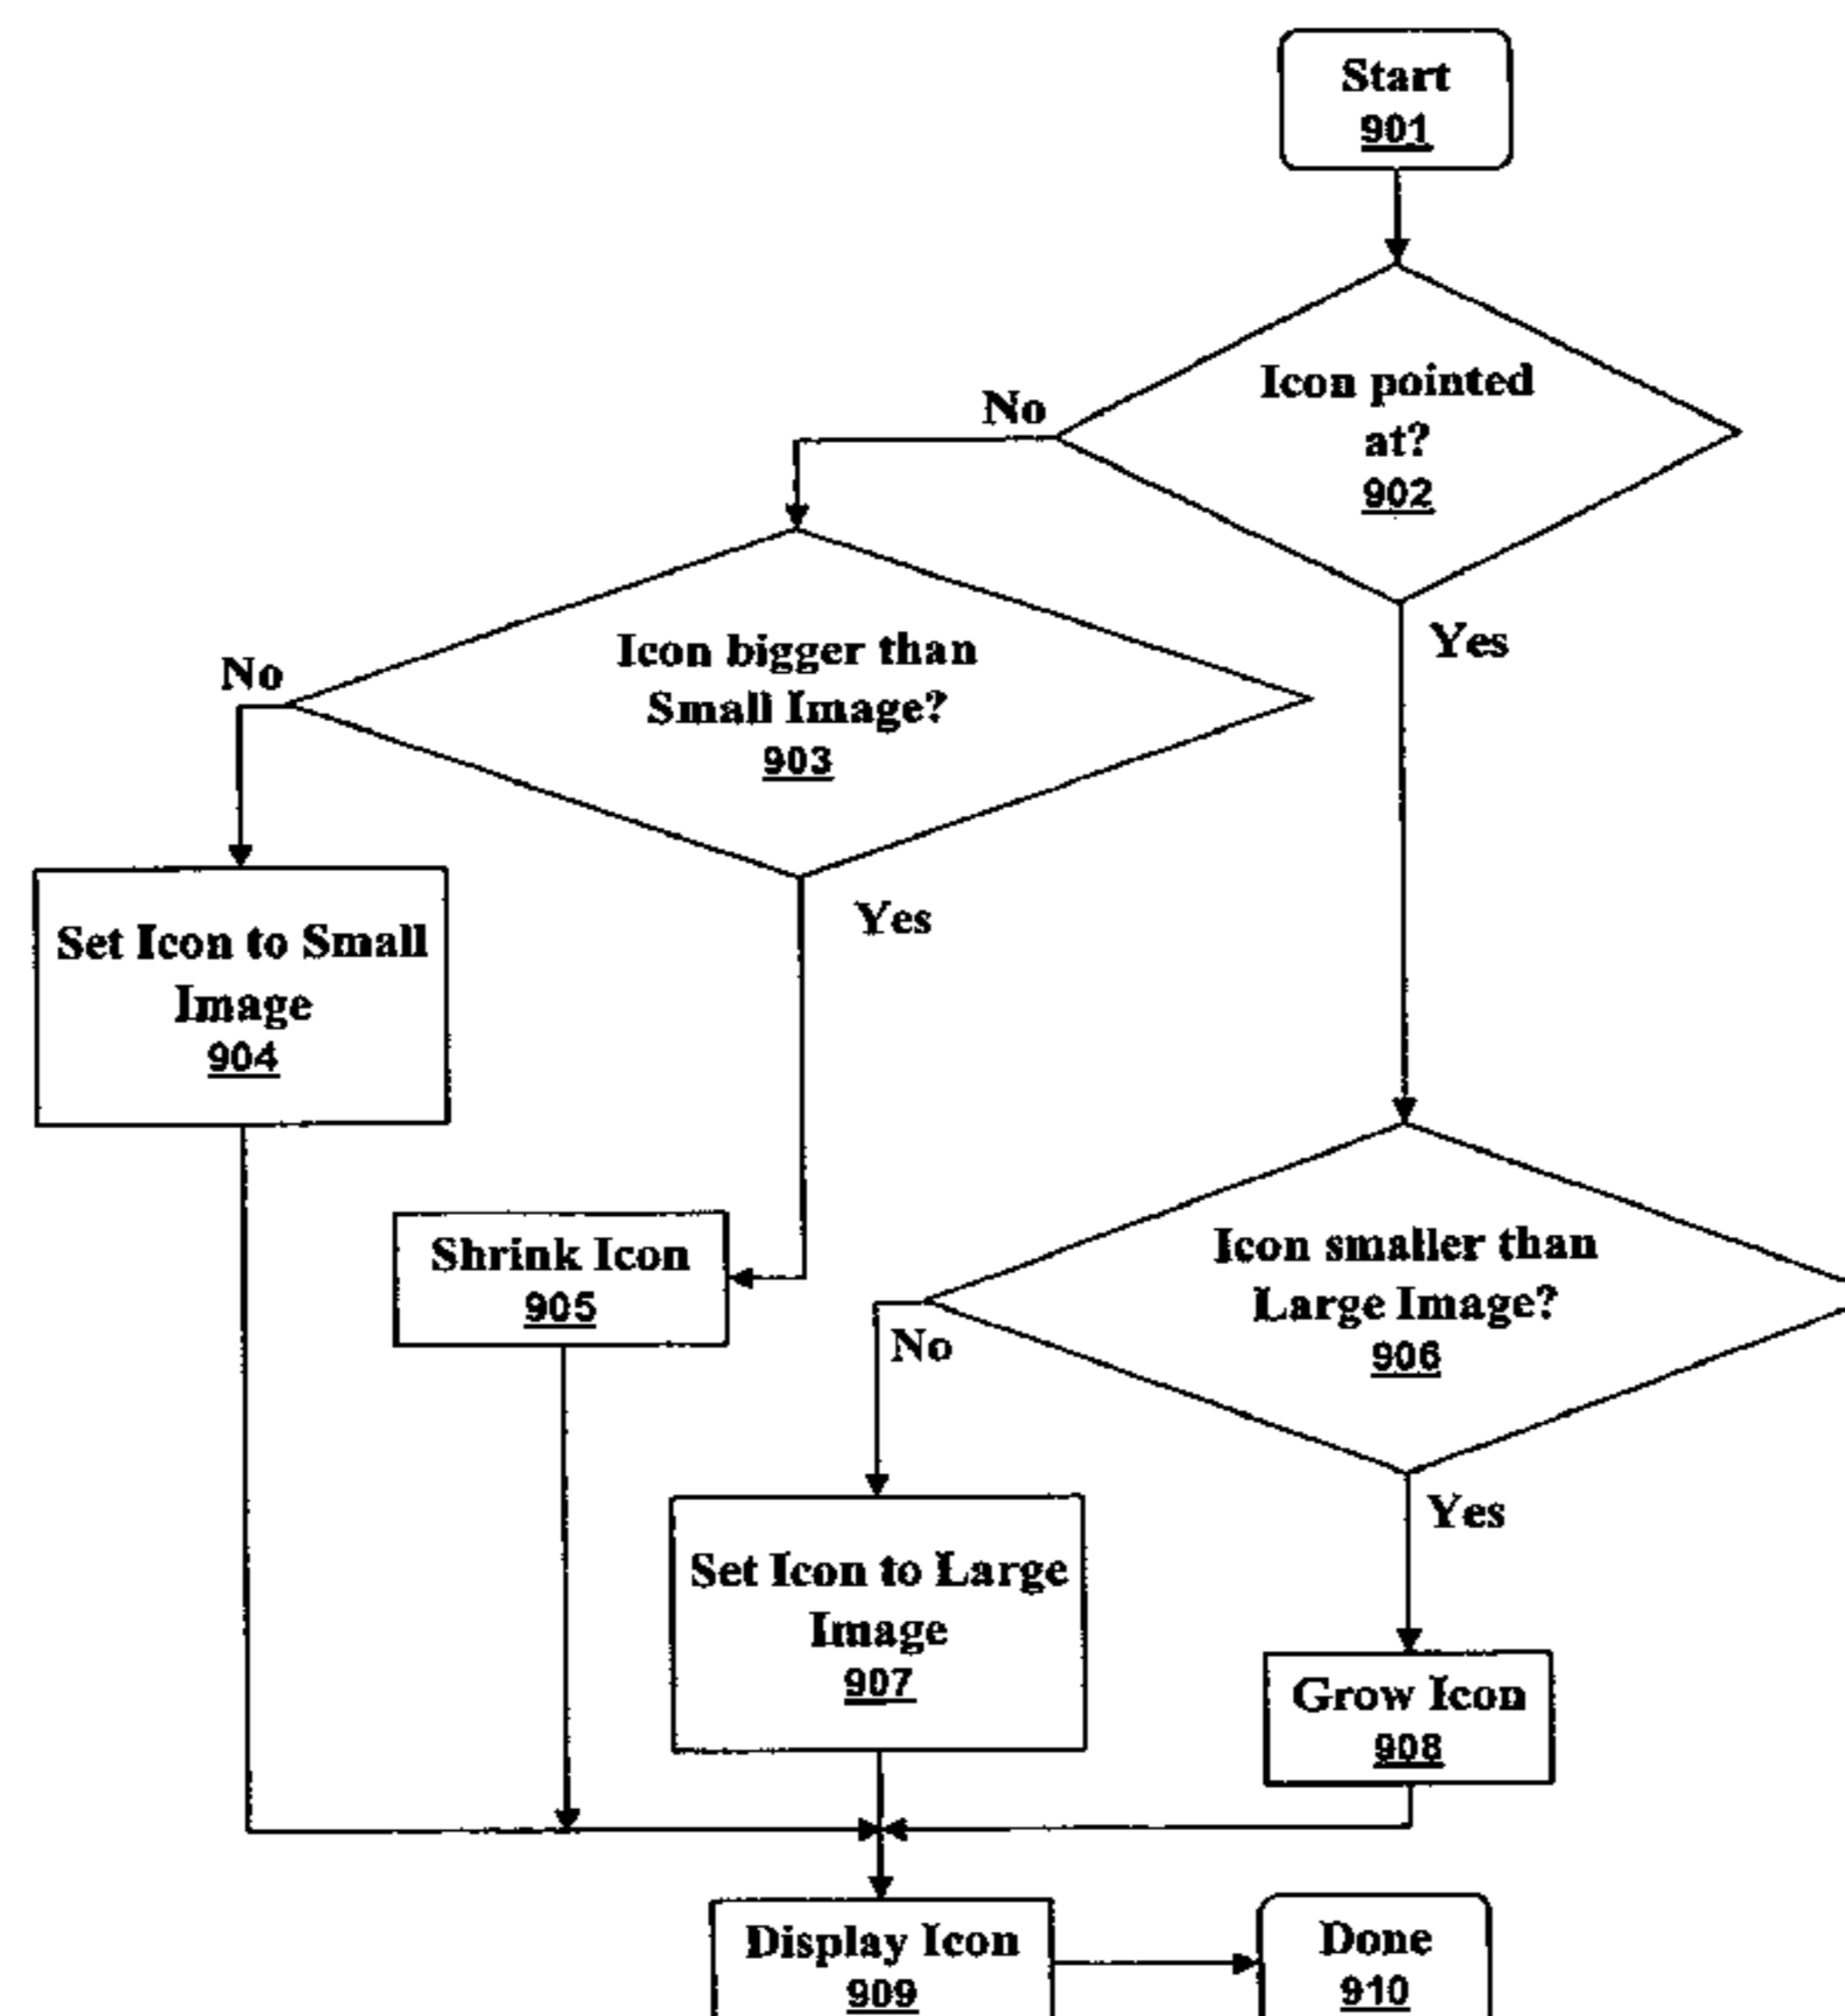 Start
901
Icon pointed
at?
902
No
Yes
Icon bigger than
Small Image?
903
No
Yes
Set Icon to Small
Image
904
Shrink Icon
905
Icon smaller than
Large Image?
906
No
Yes
Set Icon to Large
Image
907
Grow Icon
908
Display Icon
909
Done
910